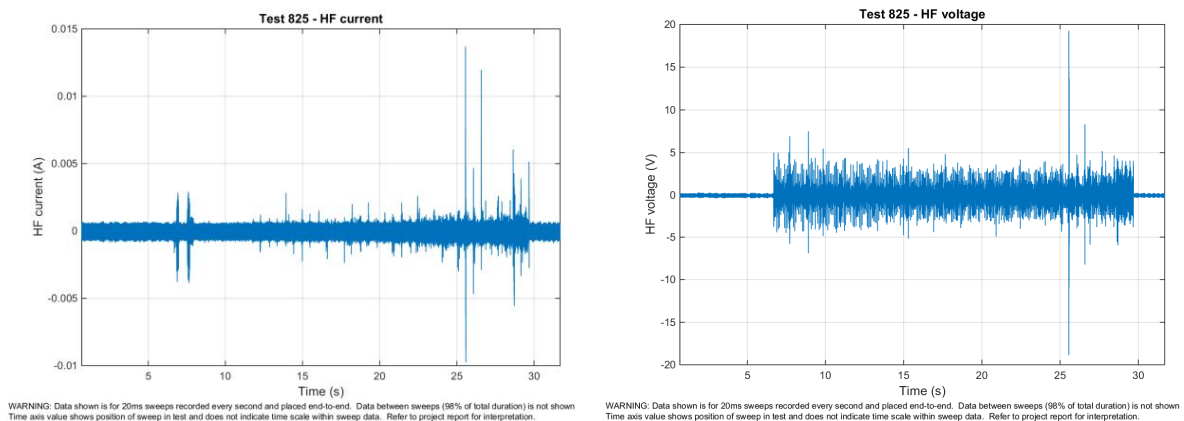 Test 825 - HF current
0.015
0.01
0.005
0
-0.005
-0.01
HF current (A)
5
10
15
20
25
30
Time (s)
WARNING: Data shown is for 20ms sweeps recorded every second and placed end-to-end. Data between sweeps (98% of total duration) is not shown
Time axis value shows position of sweep in test and does not indicate time scale within sweep data. Refer to project report for interpretation.
Test 825 - HF voltage
20
15
10
5
0
-5
-10
-15
-20
HF voltage (V)
5
10
15
20
25
30
Time (s)
WARNING: Data shown is for 20ms sweeps recorded every second and placed end-to-end. Data between sweeps (98% of total duration) is not shown
Time axis value shows position of sweep in test and does not indicate time scale within sweep data. Refer to project report for interpretation.